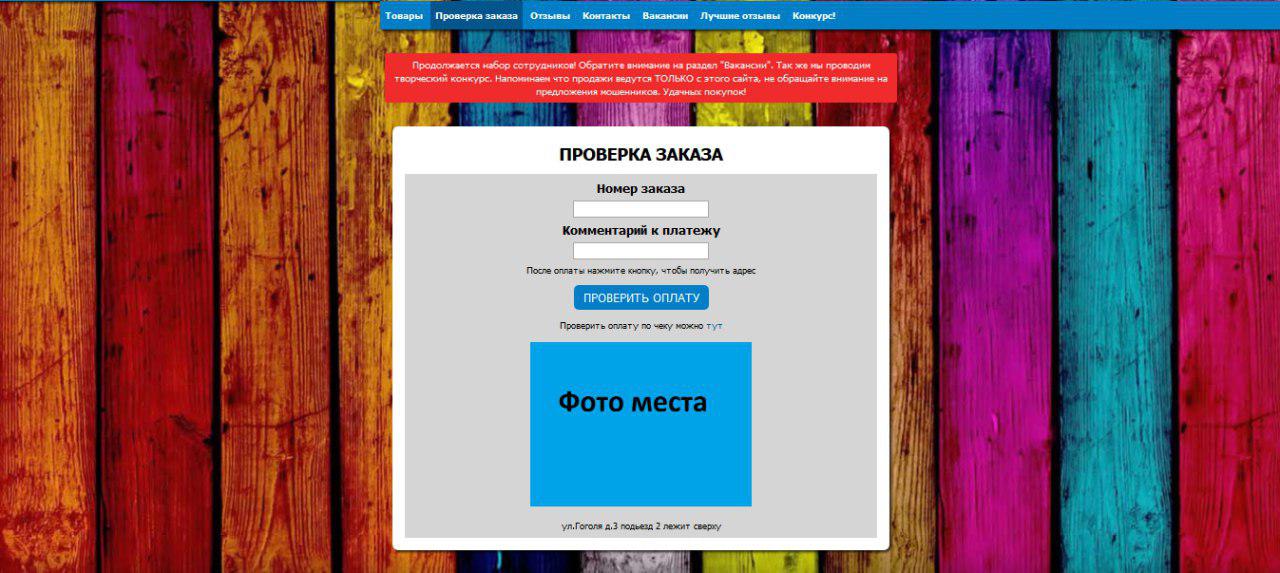 Товары Проверка заказа Отзывы Контакты Вакансии Лучшие отзывы Конкурс!
Продолжается набор сотрудников! Обратите внимание на раздел "Вакансии". Так же мы проводим
творческий конкурс. Напоминаем что продажи ведутся ТОЛЬКО с этого сайта, не обращайте внимание на
предложения мошенников. Удачных покупок!
ПРОВЕРКА ЗАКАЗА
Номер заказа
Комментарий к платежу
После оплаты нажмите кнопку, чтобы получить адрес
ПРОВЕРИТЬ ОПЛАТУ
Проверить оплату по чеку можно тут
Фото места
ул.Гоголя д.3 подьезд 2 лежит сверху